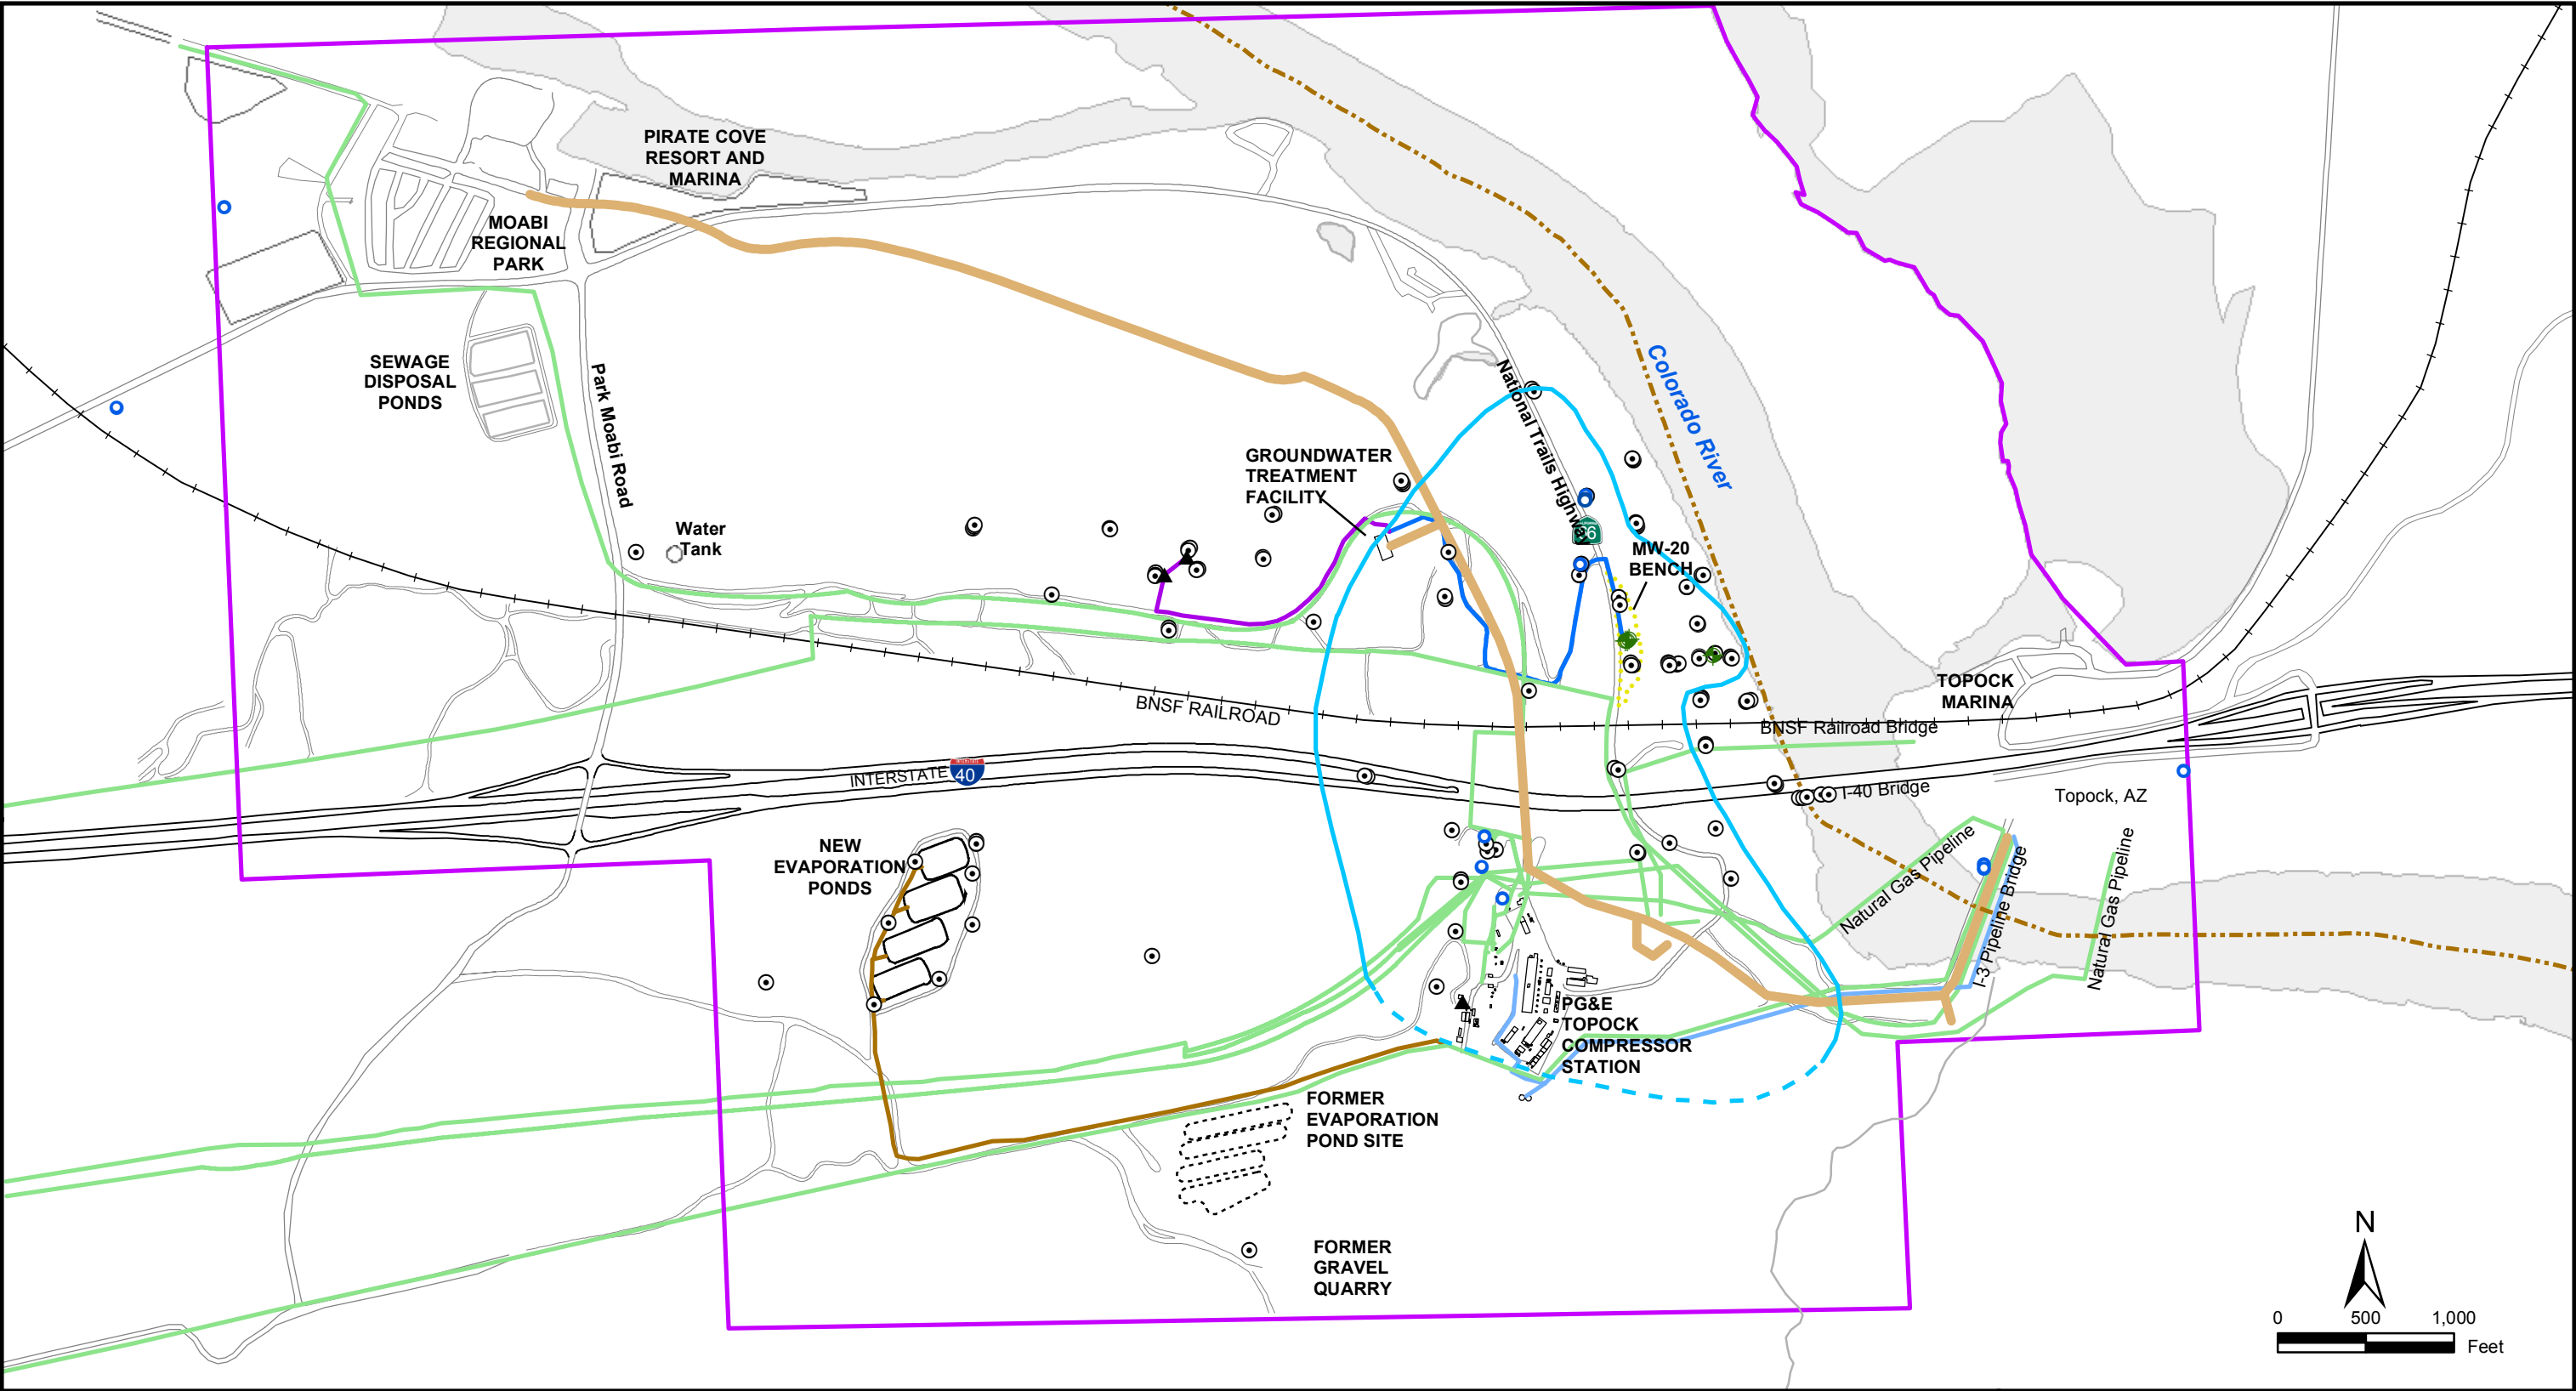 PIRATE COVE
RESORT AND
MARINA
MOABI
REGIONAL
PARK
SEWAGE
DISPOSAL
PONDS
Park Moabi Road
Water
Tank
GROUNDWATER
TREATMENT
FACILITY
National Trails Highway
66
Colorado River
MW-20
BENCH
BNSF RAILROAD
BNSF Railroad Bridge
TOPOCK
MARINA
INTERSTATE
40
I-40 Bridge
Topock, AZ
NEW
EVAPORATION
PONDS
Natural Gas Pipeline
I-3 Pipeline Bridge
Natural Gas Pipeline
PG&E
TOPOCK
COMPRESSOR
STATION
FORMER
EVAPORATION
POND SITE
FORMER
GRAVEL
QUARRY
N
0 500 1,000
Feet